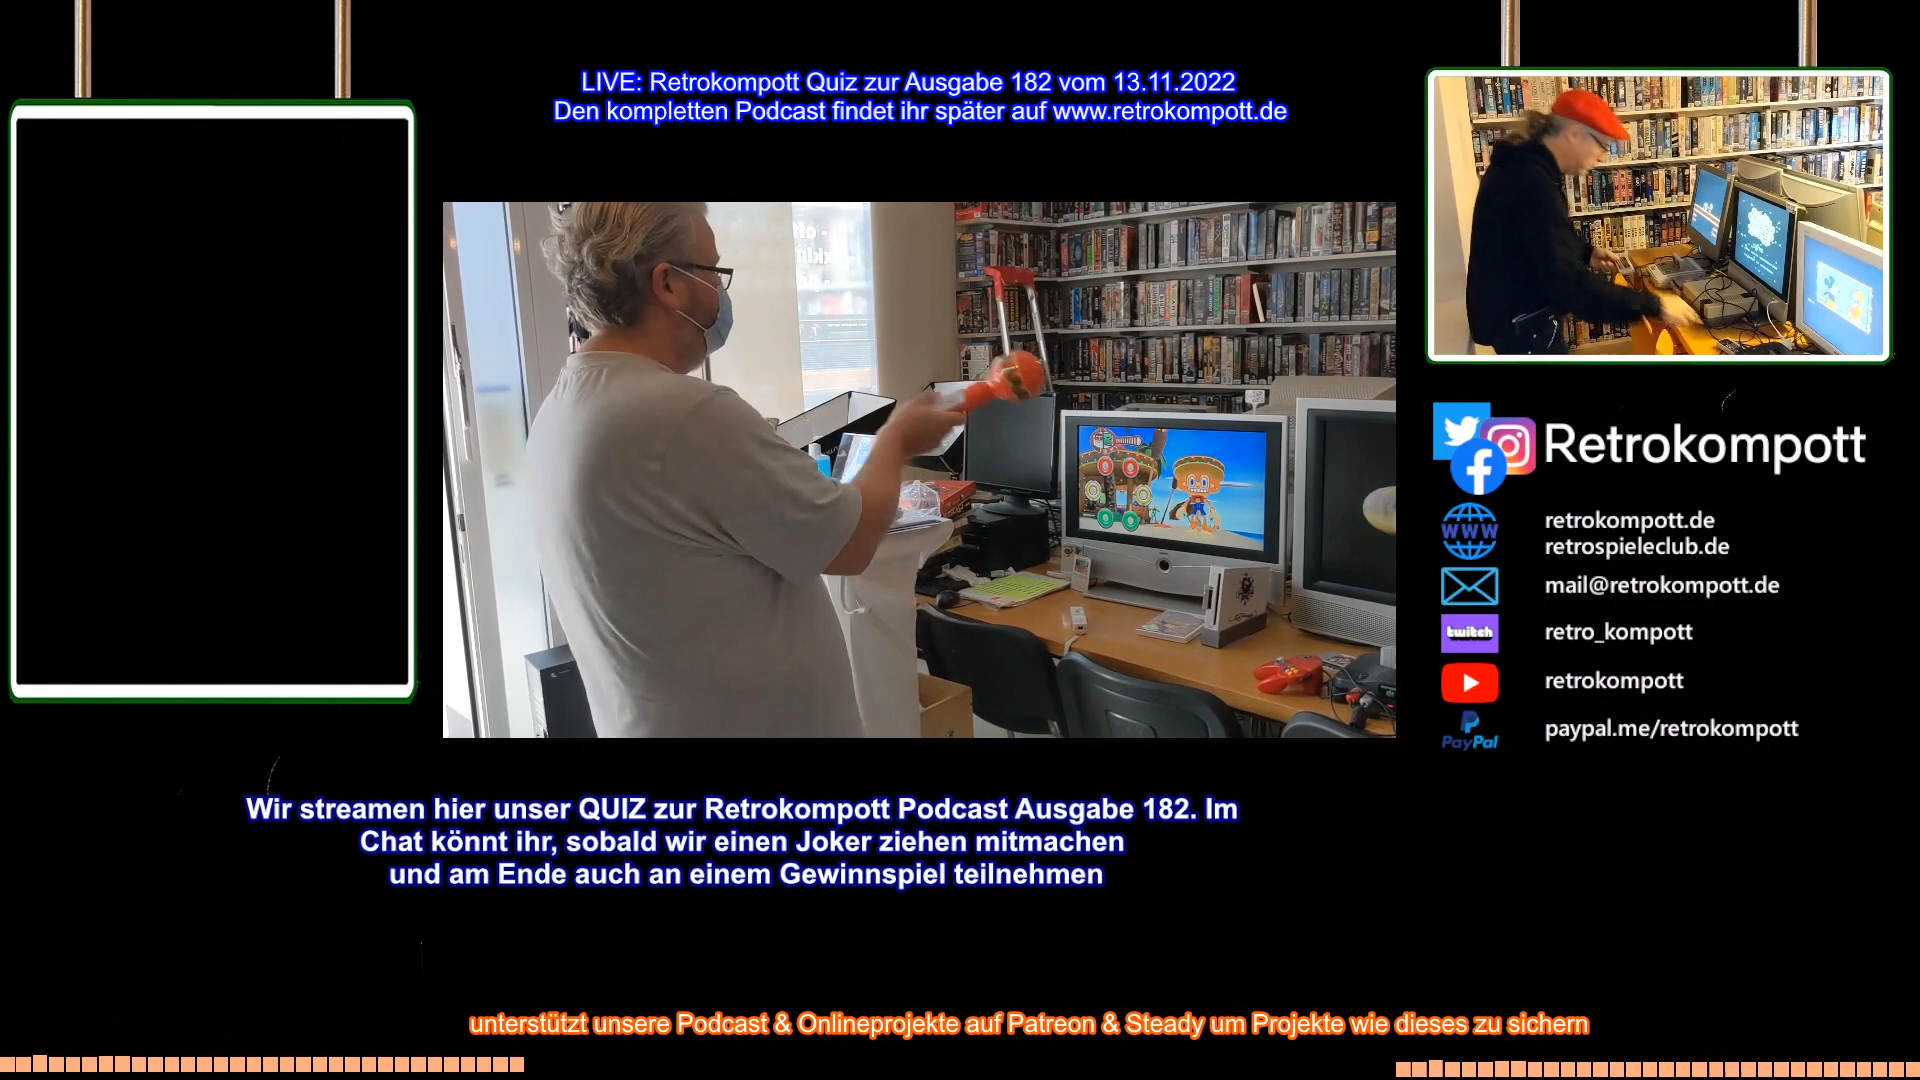 LIVE: Retrokompott Quiz zur Ausgabe 182 vom 13.11.2022
Den kompletten Podcast findet ihr später auf www.retrokompott.de
Retrokompott
WWW
retrokompott.de
retrospieleclub.de
mail@retrokompott.de
twitch
retro_kompott
retrokompott
PayPal
paypal.me/retrokompott
Wir streamen hier unser QUIZ zur Retrokompott Podcast Ausgabe 182. Im
Chat könnt ihr, sobald wir einen Joker ziehen mitmachen
und am Ende auch an einem Gewinnspiel teilnehmen
unterstützt unsere Podcast & Onlineprojekte auf Patreon & Steady um Projekte wie dieses zu sichern